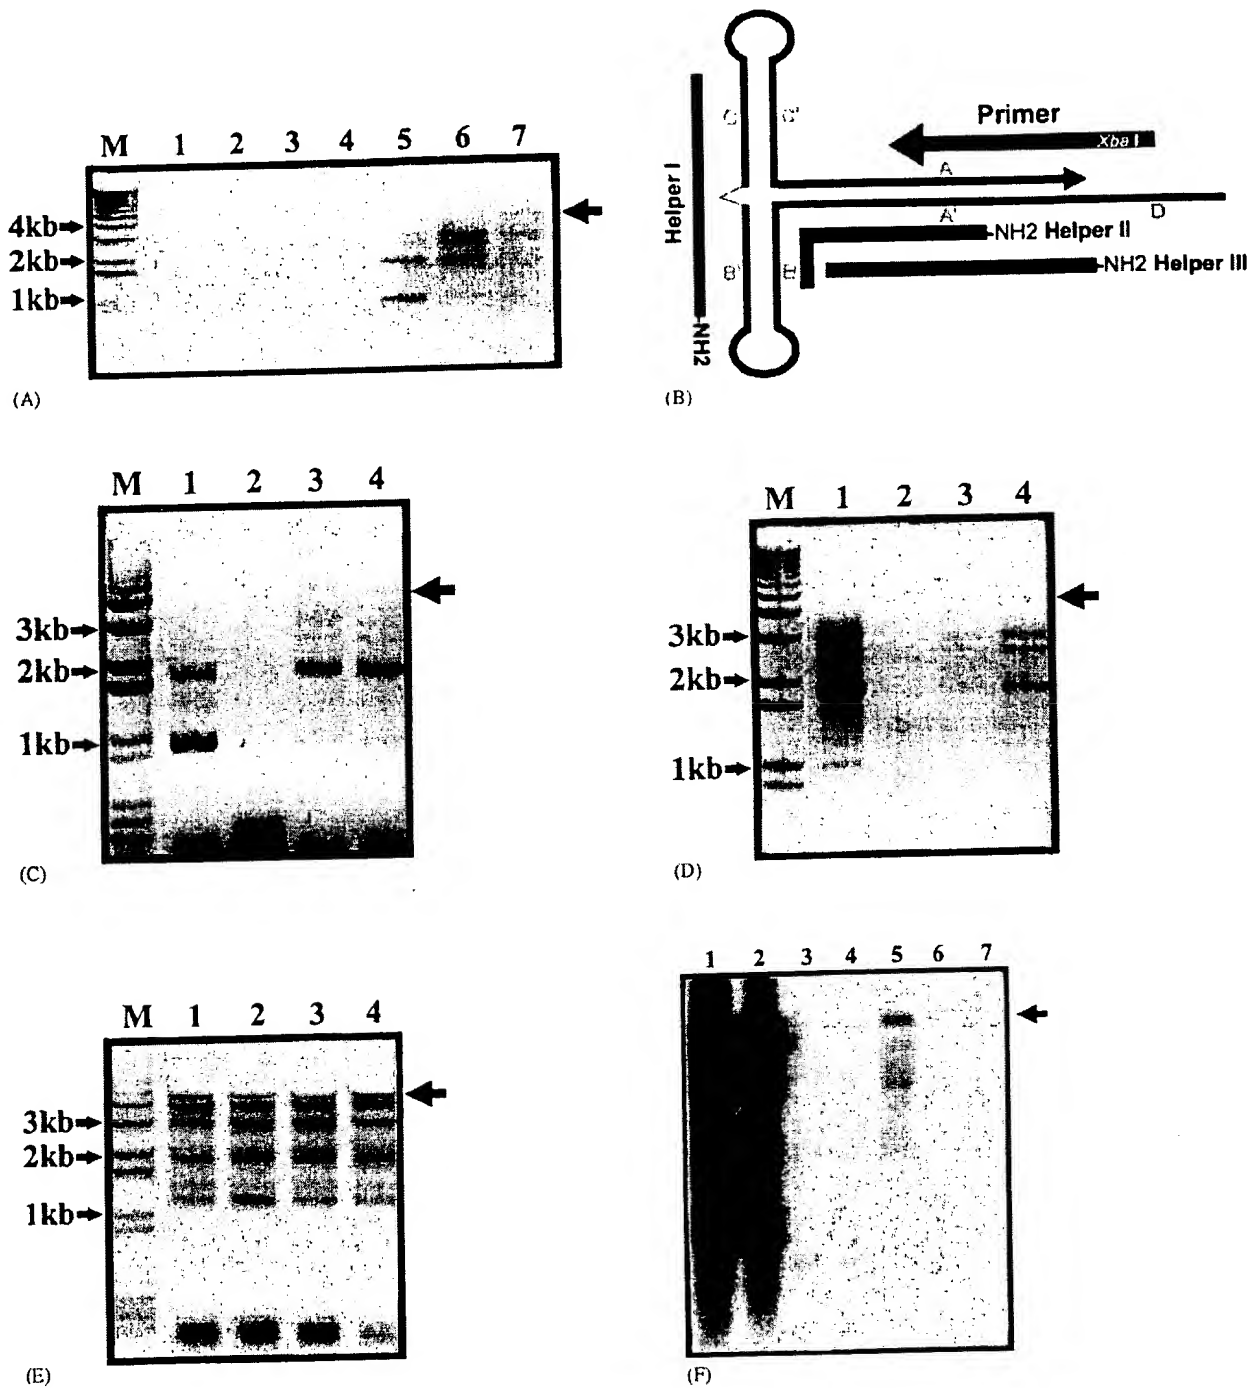 M 1 2 3 4 5 6 7
4kb
2kb
1kb
(A)
Helper I
-NH2
C
C'
Primer
Xba I
A
A'
D
B'
B
-NH2 Helper II
-NH2 Helper III
(B)
M 1 2 3 4
3kb
2kb
1kb
(C)
M 1 2 3 4
3kb
2kb
1kb
(D)
M 1 2 3 4
3kb
2kb
1kb
(E)
1 2 3 4 5 6 7
(F)